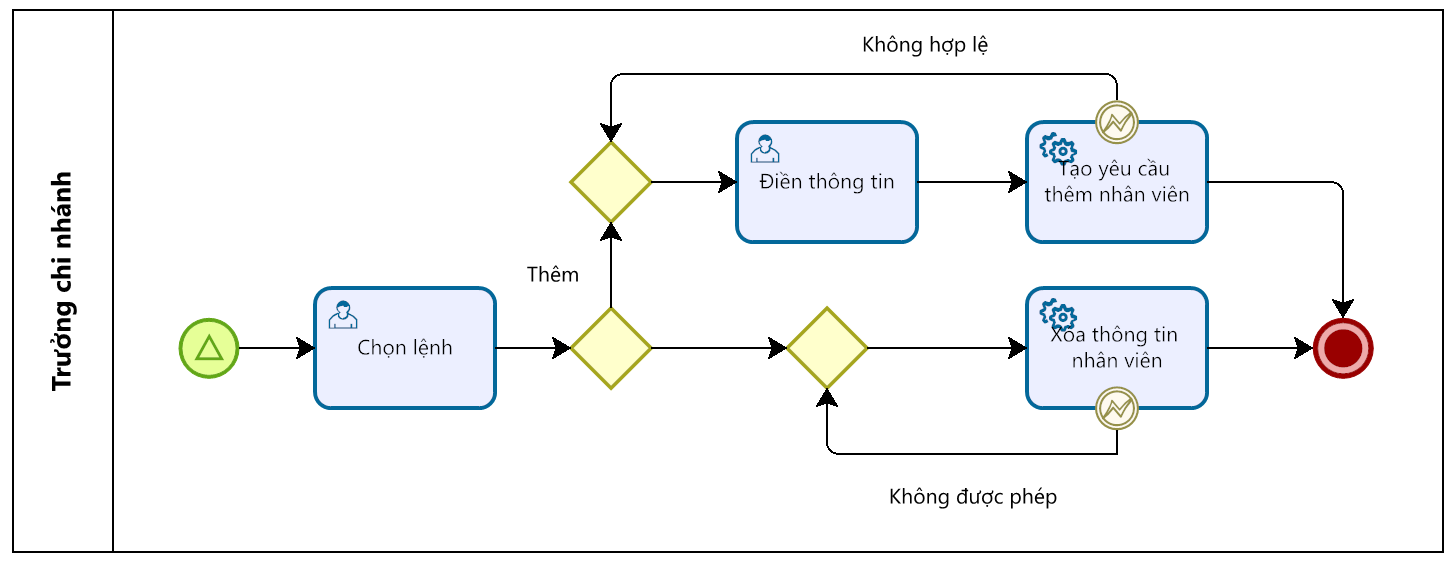 Trưởng chi nhánh
Không hợp lệ
Điền thông tin
Tạo yêu cầu
thêm nhân viên
Thêm
Chọn lệnh
Xóa thông tin
nhân viên
Không được phép